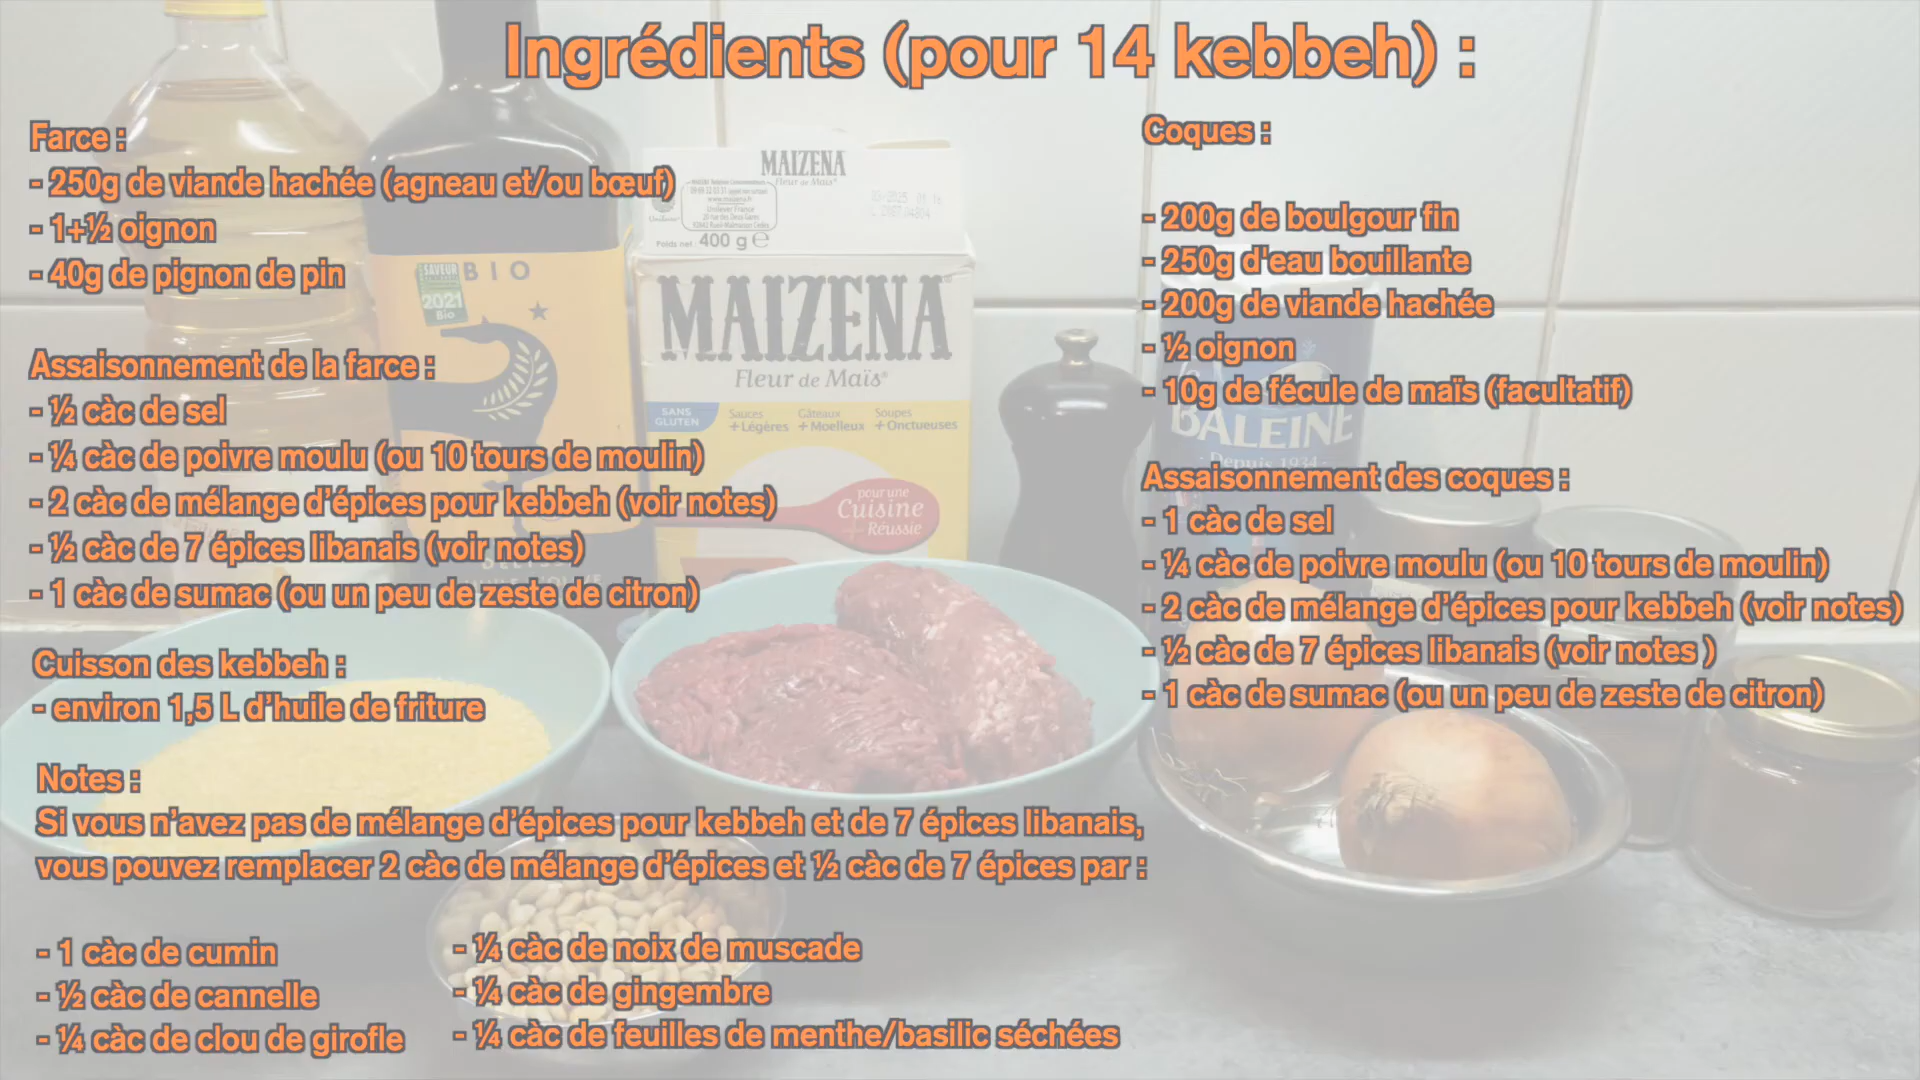 Ingrédients (pour 14 kebbeh) :
Farce :
- 250g de viande hachée (agneau et/ou bœuf)
- 1+½ oignon
- 40g de pignon de pin
Assaisonnement de la farce :
- ½ càc de sel
- ¼ càc de poivre moulu (ou 10 tours de moulin)
- 2 càc de mélange d'épices pour kebbeh (voir notes)
- ½ càc de 7 épices libanais (voir notes)
- 1 càc de sumac (ou un peu de zeste de citron)
Cuisson des kebbeh :
- environ 1,5 L d'huile de friture
Coques :
- 200g de boulgour fin
- 250g d'eau bouillante
- 200g de viande hachée
- ½ oignon
- 10g de fécule de maïs (facultatif)
Assaisonnement des coques :
- 1 càc de sel
- ¼ càc de poivre moulu (ou 10 tours de moulin)
- 2 càc de mélange d'épices pour kebbeh (voir notes)
- ½ càc de 7 épices libanais (voir notes )
- 1 càc de sumac (ou un peu de zeste de citron)
Notes :
Si vous n'avez pas de mélange d'épices pour kebbeh et de 7 épices libanais,
vous pouvez remplacer 2 càc de mélange d'épices et ½ càc de 7 épices par :
- 1 càc de cumin
- ½ càc de cannelle
- ¼ càc de clou de girofle
- ¼ càc de noix de muscade
- ¼ càc de gingembre
- ¼ càc de feuilles de menthe/basilic séchées
MAIZENA
Fleur de Maïs
Poids net : 400 g e
MAIZENA
Fleur de Maïs
SANS
GLUTEN
Sauces
+Légères
Gâteaux
+Moelleux
Soupes
+Onctueuses
pour une
Cuisine
Réussie
SAVEUR
2021
Bio
BIO
BALEINE
- Depuis 1934 -